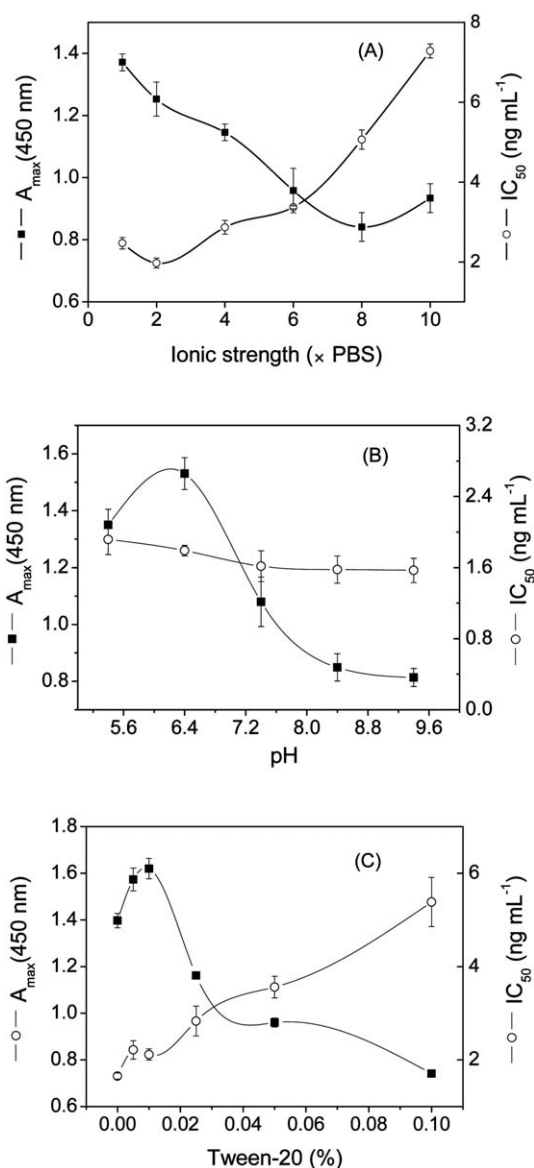 (A)
—■— A_max(450 nm)
1.4
1.2
1.0
0.8
0.6
8
6
4
2
—○— IC_50 (ng mL^-1)
0 2 4 6 8 10
Ionic strength (× PBS)
(B)
—■— A_max(450 nm)
1.6
1.4
1.2
1.0
0.8
3.2
2.4
1.6
0.8
0.0
—○— IC_50 (ng mL^-1)
5.6 6.4 7.2 8.0 8.8 9.6
pH
(C)
—○— A_max(450 nm)
1.8
1.6
1.4
1.2
1.0
0.8
0.6
6
4
2
—○— IC_50 (ng mL^-1)
0.00 0.02 0.04 0.06 0.08 0.10
Tween-20 (%)